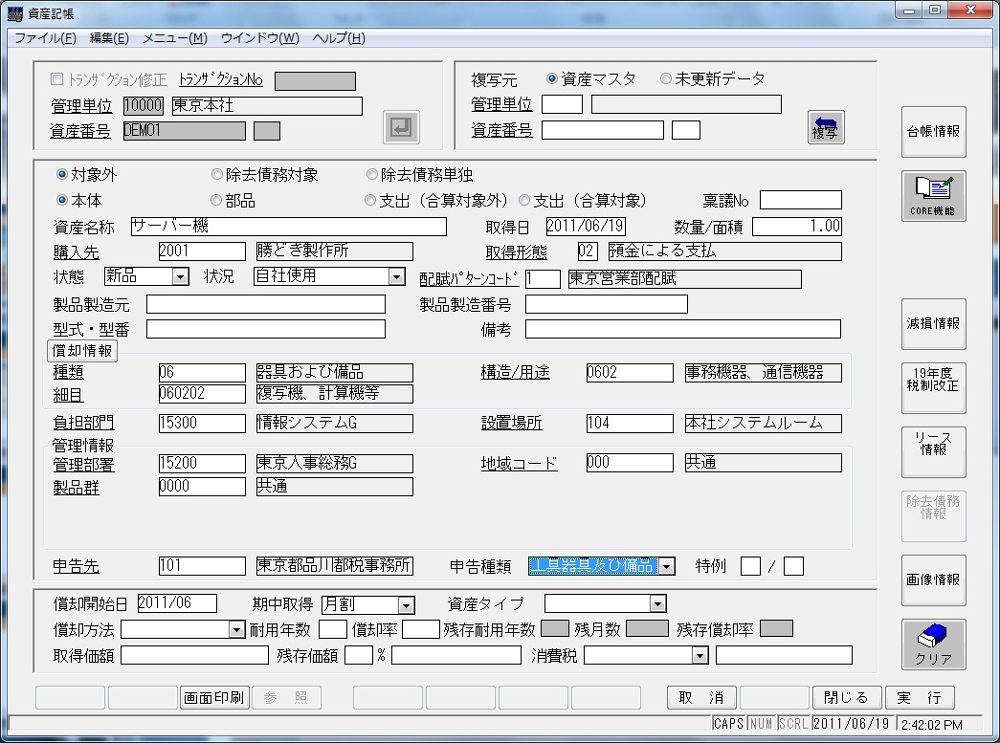 資産記帳
ファイル(F) 編集(E) メニュー(M) ウインドウ(W) ヘルプ(H)
トランザクション修正 トランザクションNo
管理単位 10000 東京本社
資産番号 DEMO1
複写元 資産マスタ 未更新データ
管理単位
資産番号 複写
台帳情報
CORE機能
減損情報
19年度
税制改正
リース
情報
除去債務
情報
画像情報
クリア
対象外 除去債務対象 除去債務単独
本体 部品 支出（合算対象外） 支出（合算対象） 稟議No
資産名称 サーバー機 取得日 2011/06/19 数量/面積 1.00
購入先 2001 勝どき製作所 取得形態 02 預金による支払
状態 新品 状況 自社使用 配賦パターンコード 1 東京営業部配賦
製品製造元 製品製造番号
型式・型番 備考
償却情報
種類 06 器具および備品 構造/用途 0602 事務機器、通信機器
細目 060202 複写機、計算機等
負担部門 15300 情報システムG 設置場所 104 本社システムルーム
管理情報
管理部署 15200 東京人事総務G 地域コード 000 共通
製品群 0000 共通
申告先 101 東京都品川都税事務所 申告種類 工具器具及び備品 特例 /
償却開始日 2011/06 期中取得 月割 資産タイプ
償却方法 耐用年数 償却率 残存耐用年数 残月数 残存償却率
取得価額 残存価額 % 消費税
画面印刷 参 照 取 消 閉じる 実 行
CAPS NUM SCRL 2011/06/19 2:42:02 PM